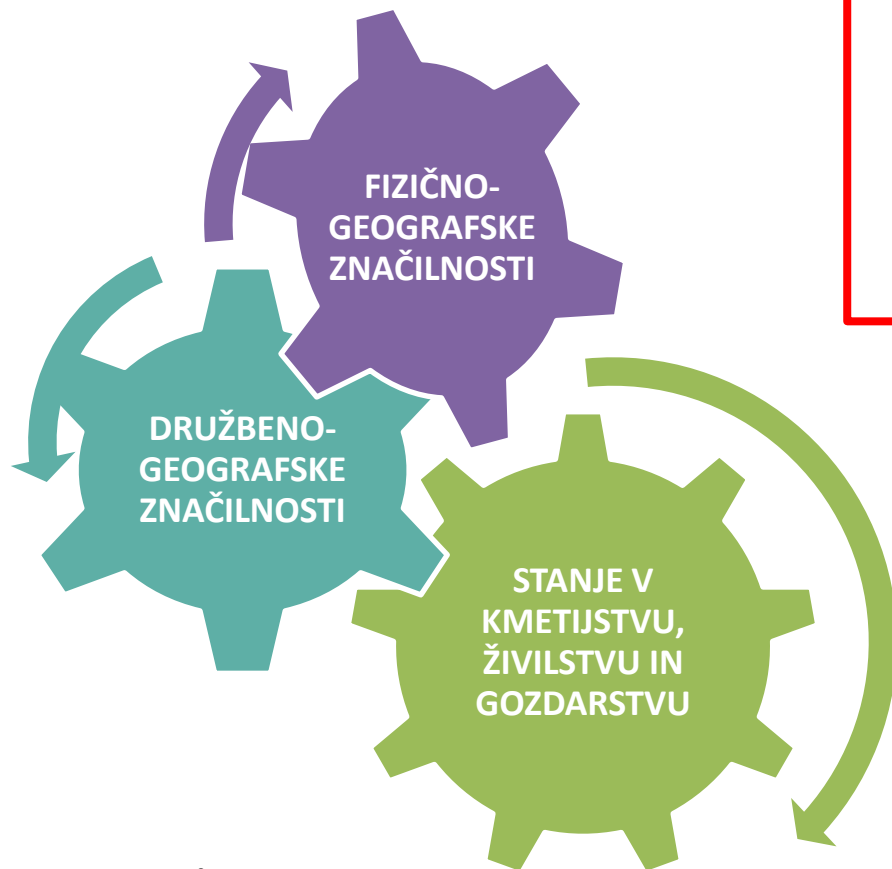 FIZIČNO-
GEOGRAFSKE
ZNAČILNOSTI
DRUŽBENO-
GEOGRAFSKE
ZNAČILNOSTI
STANJE V
KMETIJSTVU,
ŽIVILSTVU IN
GOZDARSTVU